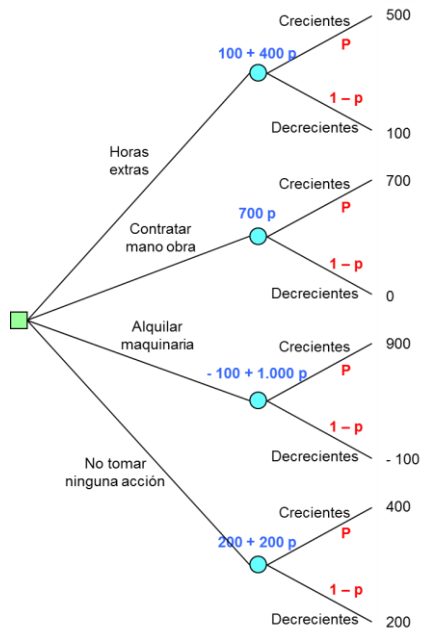 Crecientes 500
100 + 400 p
P
1 – p
Decrecientes 100
Horas
extras
Crecientes 700
P
700 p
1 – p
Decrecientes 0
Contratar
mano obra
Crecientes 900
P
- 100 + 1.000 p
1 – p
Decrecientes - 100
Alquilar
maquinaria
Crecientes 400
P
200 + 200 p
1 – p
Decrecientes 200
No tomar
ninguna acción